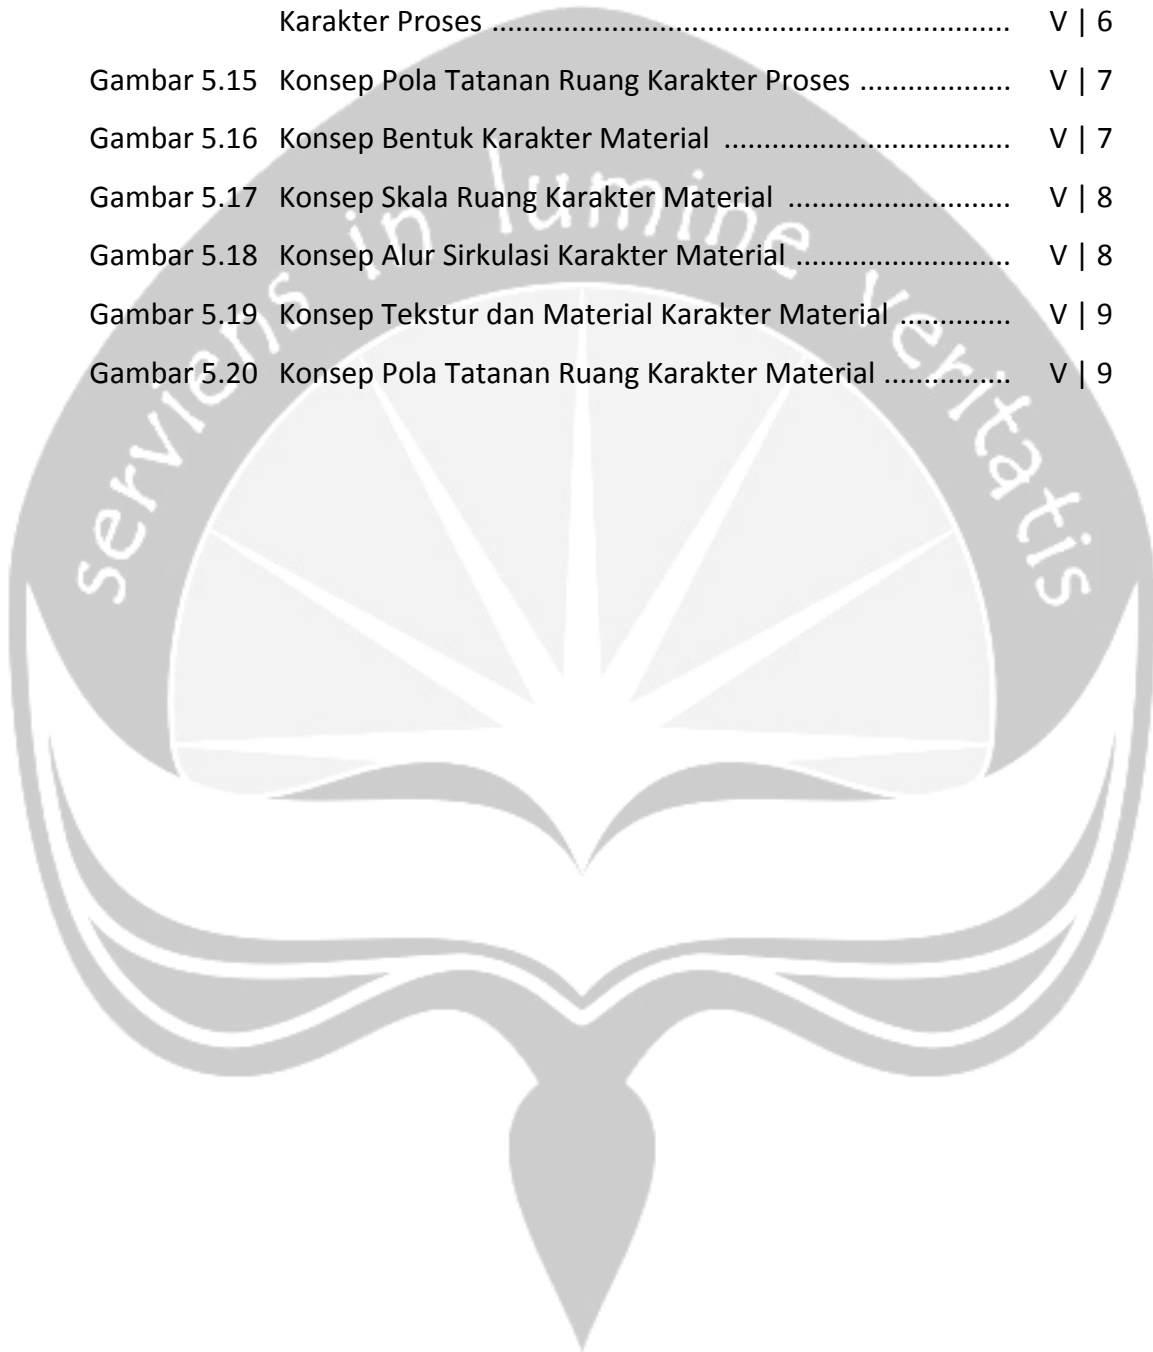 Karakter Proses ................................................................. V | 6
Gambar 5.15 Konsep Pola Tatanan Ruang Karakter Proses ................... V | 7
Gambar 5.16 Konsep Bentuk Karakter Material .................................... V | 7
Gambar 5.17 Konsep Skala Ruang Karakter Material ............................ V | 8
Gambar 5.18 Konsep Alur Sirkulasi Karakter Material ........................... V | 8
Gambar 5.19 Konsep Tekstur dan Material Karakter Material .............. V | 9
Gambar 5.20 Konsep Pola Tatanan Ruang Karakter Material ................ V | 9
serviens in lumine veritatis